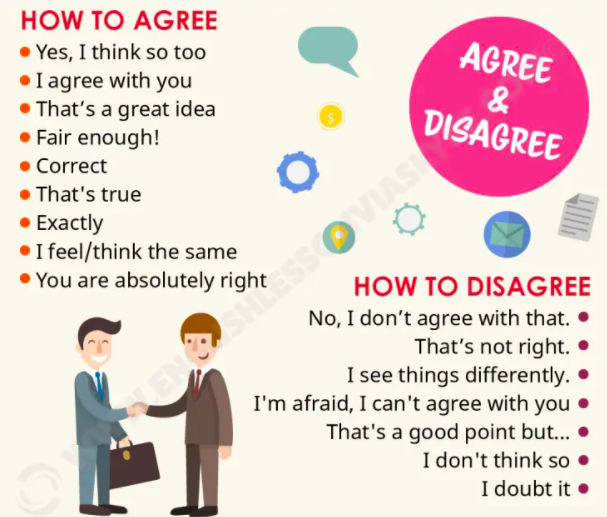 HOW TO AGREE
Yes, I think so too
I agree with you
That's a great idea
Fair enough!
Correct
That's true
Exactly
I feel/think the same
You are absolutely right
AGREE
&
DISAGREE
$
HOW TO DISAGREE
No, I don't agree with that.
That's not right.
I see things differently.
I'm afraid, I can't agree with you
That's a good point but...
I don't think so
I doubt it